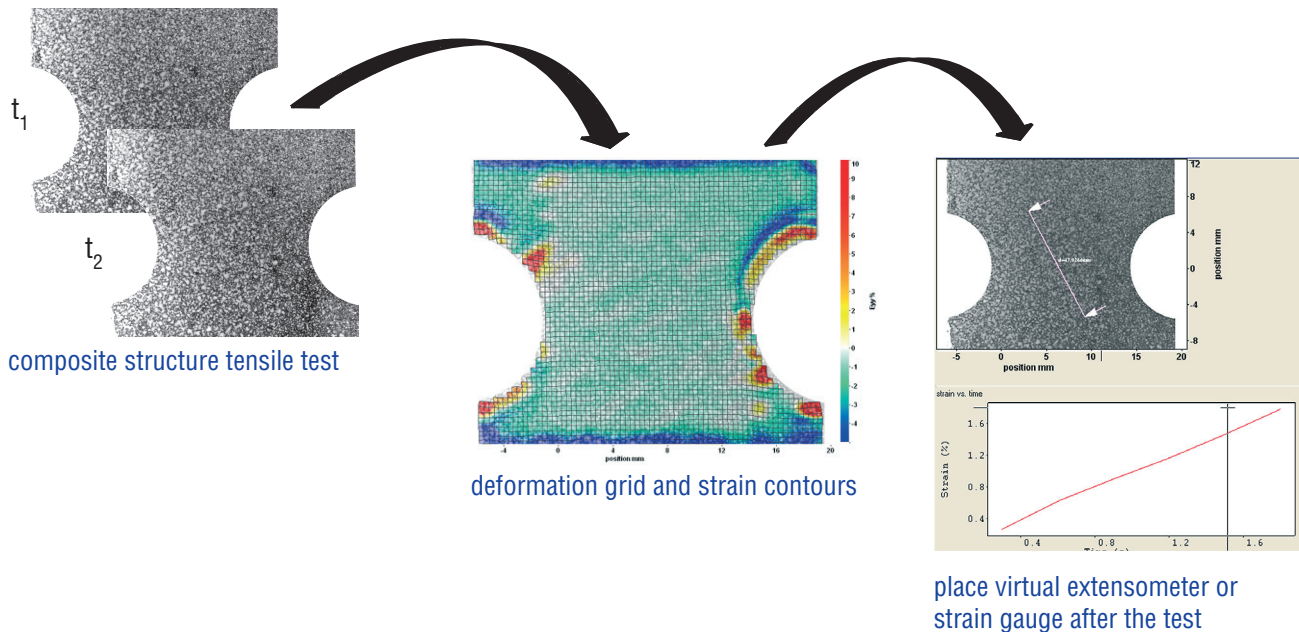 t1
t2
composite structure tensile test
10
9
8
7
6
5
4
3
2
1
0
-1
-2
-3
-4
Eyy %
-4 0 4 8 12 16 20
position mm
deformation grid and strain contours
12
8
4
0
-4
-8
position mm
-5 0 5 10 15 20
position mm
strain vs. time
1.6
1.2
0.8
0.4
Strain (%)
0.4 0.8 1.2 1.6
place virtual extensometer or
strain gauge after the test